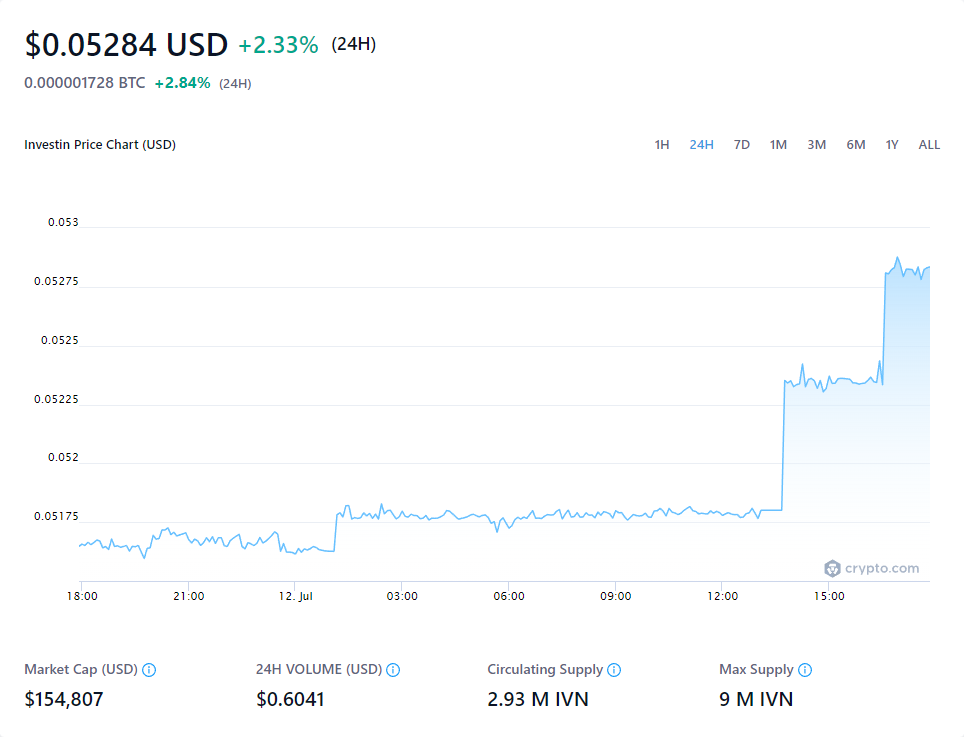 $0.05284 USD +2.33% (24H)
0.000001728 BTC +2.84% (24H)
Investin Price Chart (USD) 1H 24H 7D 1M 3M 6M 1Y ALL
0.053
0.05275
0.0525
0.05225
0.052
0.05175
crypto.com
18:00 21:00 12. Jul 03:00 06:00 09:00 12:00 15:00
Market Cap (USD) 24H VOLUME (USD) Circulating Supply Max Supply
$154,807 $0.6041 2.93 M IVN 9 M IVN